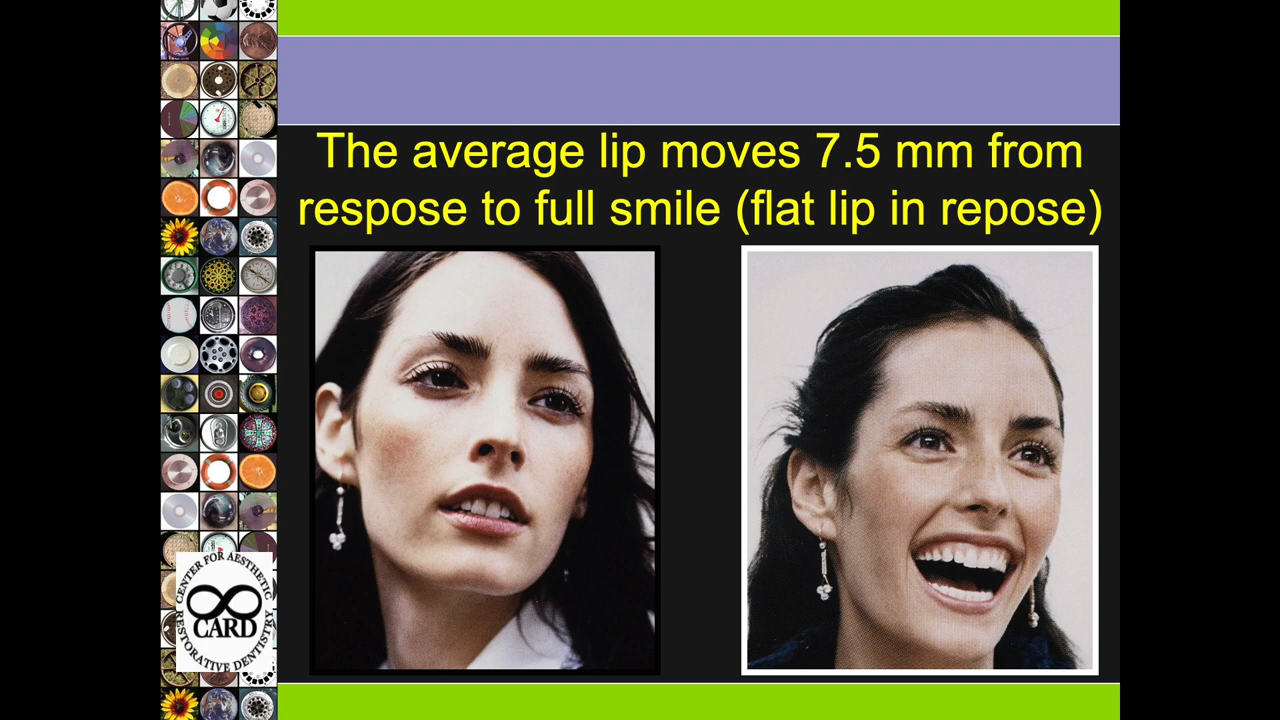 The average lip moves 7.5 mm from
respose to full smile (flat lip in repose)
CENTER FOR AESTHETIC
CARD
RESTORATIVE DENTISTRY